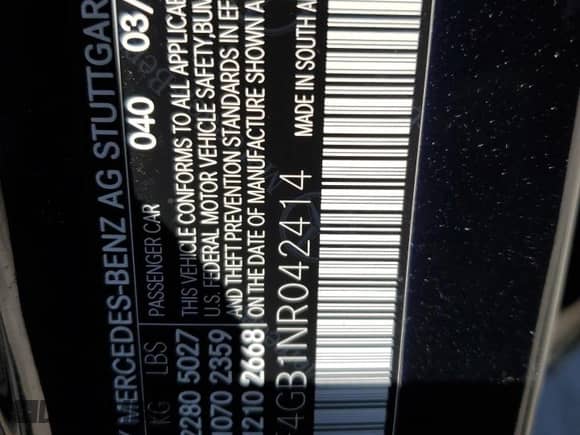 MERCEDES-BENZ AG STUTTGAR
040 03/
KG LBS PASSENGER CAR
2280 5027 THIS VEHICLE CONFORMS TO ALL APPLICABL
1070 2359 U.S. FEDERAL MOTOR VEHICLE SAFETY, BUM
1210 2668 AND THEFT PREVENTION STANDARDS IN EF
ON THE DATE OF MANUFACTURE SHOWN A
4GB1NR042414 MADE IN SOUTH A